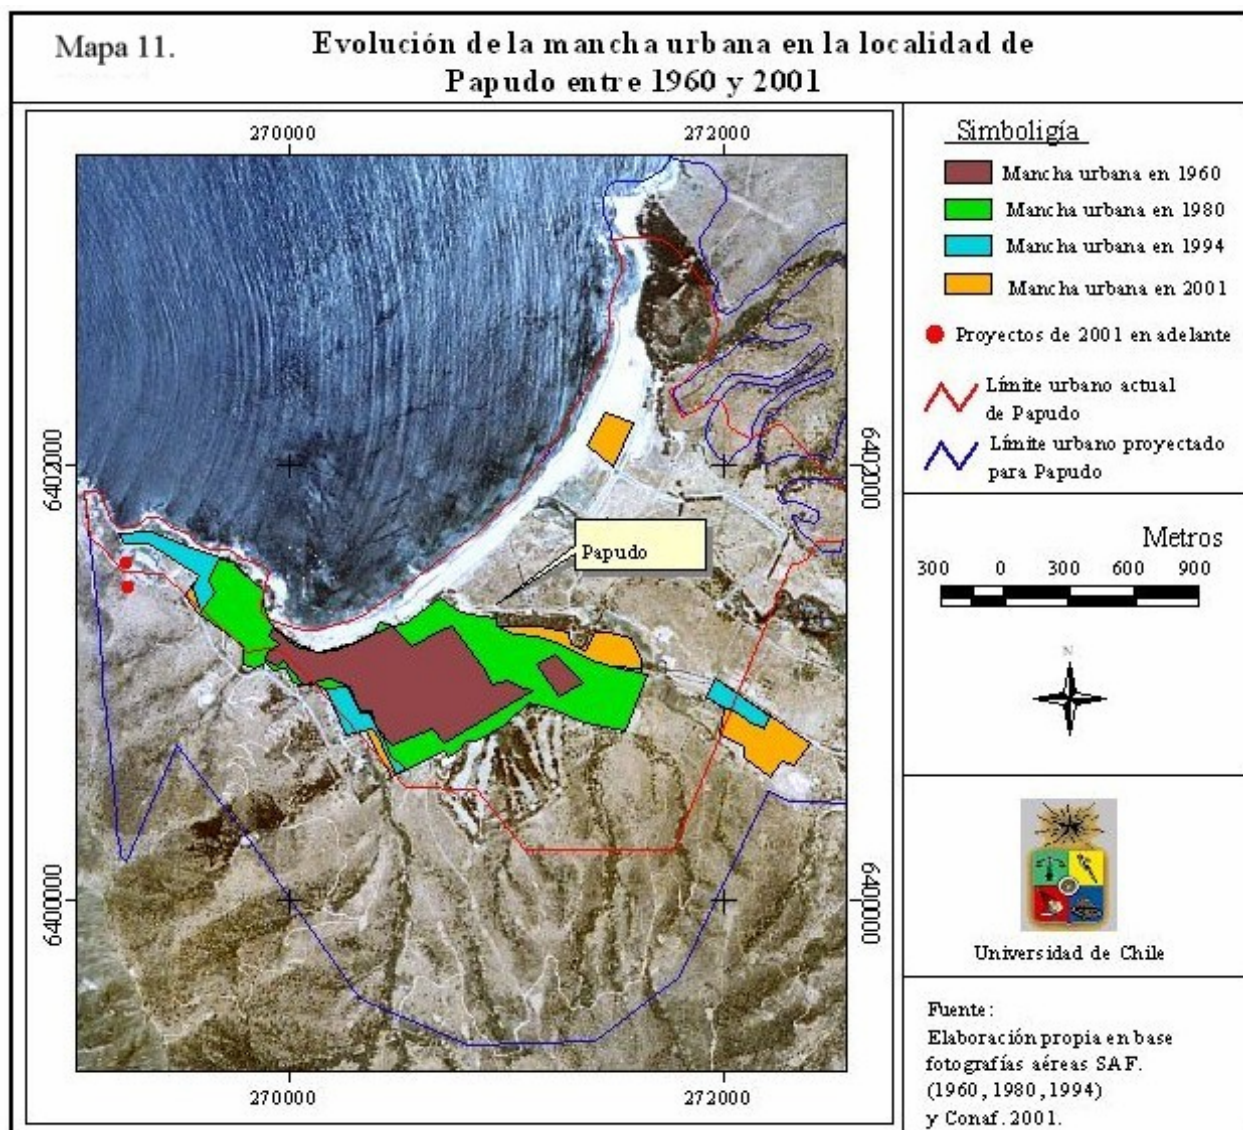 Mapa 11.
Evolución de la mancha urbana en la localidad de
Papudo entre 1960 y 2001
270000
272000
6402000
6402000
6400000
6400000
Papudo
270000
272000
Simboligía
Mancha urbana en 1960
Mancha urbana en 1980
Mancha urbana en 1994
Mancha urbana en 2001
Proyectos de 2001 en adelante
Límite urbano actual
de Papudo
Límite urbano proyectado
para Papudo
Metros
300 0 300 600 900
N
Universidad de Chile
Fuente:
Elaboración propia en base
fotografías aéreas SAF.
(1960, 1980, 1994)
y Conaf. 2001.